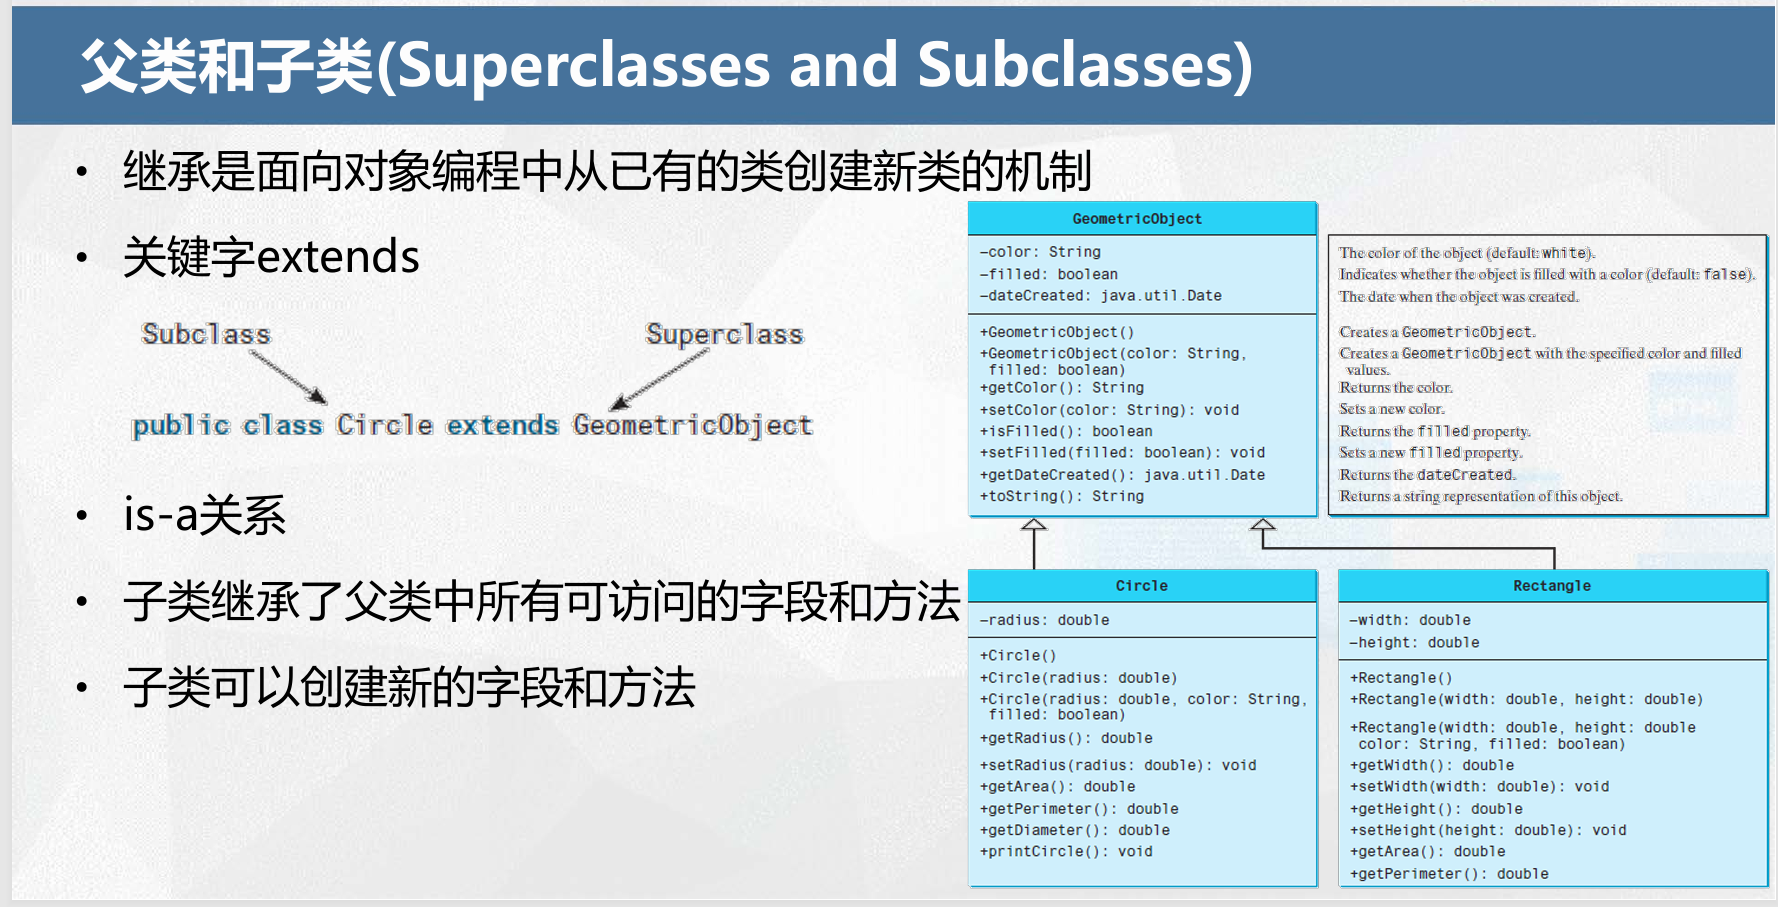 父类和子类(Superclasses and Subclasses)
• 继承是面向对象编程中从已有的类创建新类的机制
• 关键字extends
Subclass
Superclass
public class Circle extends GeometricObject
• is-a关系
• 子类继承了父类中所有可访问的字段和方法
• 子类可以创建新的字段和方法
GeometricObject
-color: String
-filled: boolean
-dateCreated: java.util.Date
+GeometricObject()
+GeometricObject(color: String,
filled: boolean)
+getColor(): String
+setColor(color: String): void
+isFilled(): boolean
+setFilled(filled: boolean): void
+getDateCreated(): java.util.Date
+toString(): String
The color of the object (default: white).
Indicates whether the object is filled with a color (default: false).
The date when the object was created.
Creates a GeometricObject.
Creates a GeometricObject with the specified color and filled
values.
Returns the color.
Sets a new color.
Returns the filled property.
Sets a new filled property.
Returns the dateCreated.
Returns a string representation of this object.
Circle
-radius: double
+Circle()
+Circle(radius: double)
+Circle(radius: double, color: String,
filled: boolean)
+getRadius(): double
+setRadius(radius: double): void
+getArea(): double
+getPerimeter(): double
+getDiameter(): double
+printCircle(): void
Rectangle
-width: double
-height: double
+Rectangle()
+Rectangle(width: double, height: double)
+Rectangle(width: double, height: double
color: String, filled: boolean)
+getWidth(): double
+setWidth(width: double): void
+getHeight(): double
+setHeight(height: double): void
+getArea(): double
+getPerimeter(): double